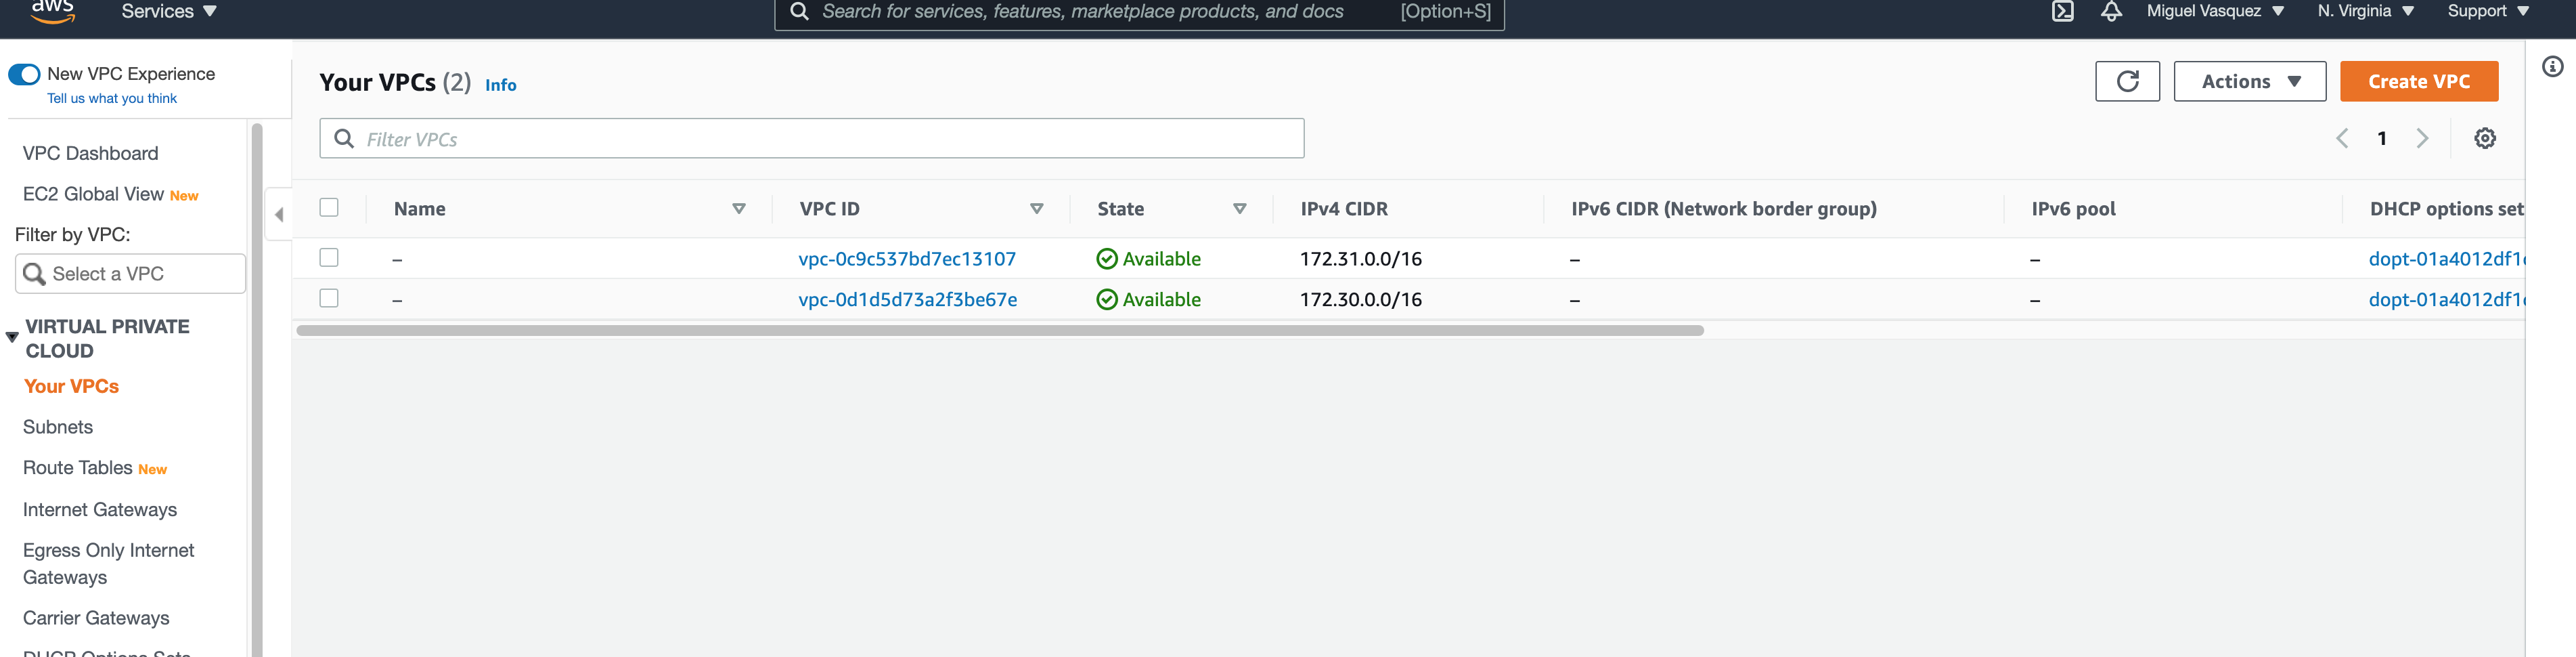 aws
Services
Search for services, features, marketplace products, and docs [Option+S]
Miguel Vasquez
N. Virginia
Support
New VPC Experience
Tell us what you think
VPC Dashboard
EC2 Global View New
Filter by VPC:
Select a VPC
VIRTUAL PRIVATE
CLOUD
Your VPCs
Subnets
Route Tables New
Internet Gateways
Egress Only Internet
Gateways
Carrier Gateways
DHCP Options Sets
Your VPCs (2) Info
Actions
Create VPC
Filter VPCs
1
Name VPC ID State IPv4 CIDR IPv6 CIDR (Network border group) IPv6 pool DHCP options set
– vpc-0c9c537bd7ec13107 Available 172.31.0.0/16 – – dopt-01a4012df1
– vpc-0d1d5d73a2f3be67e Available 172.30.0.0/16 – – dopt-01a4012df1